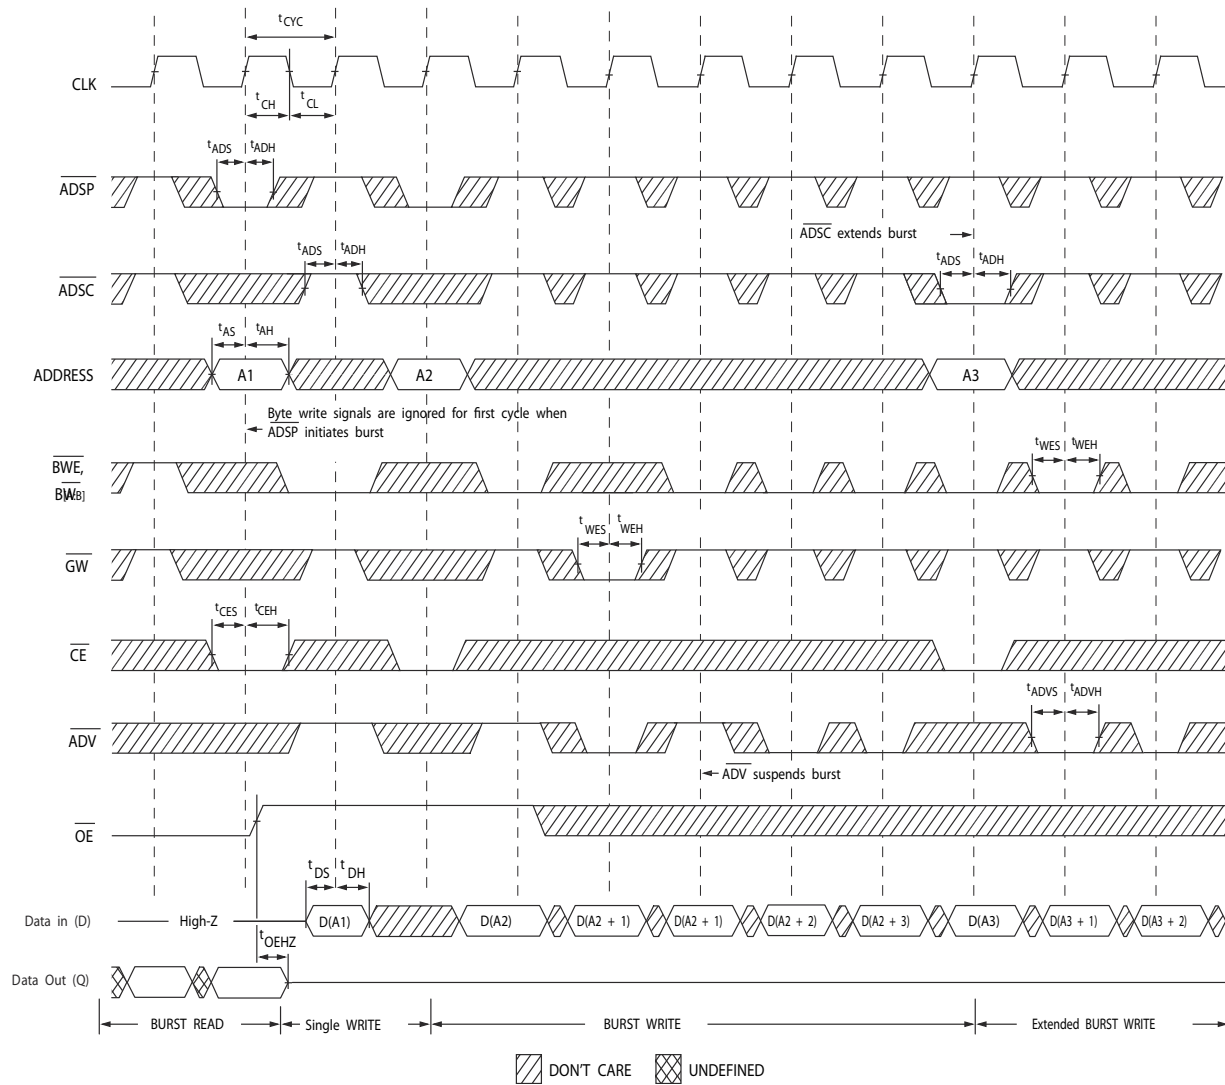 tCYC
CLK
tCH
tCL
tADS
tADH
ADSP
ADSC extends burst
tADS
tADH
tADS
tADH
ADSC
tAS
tAH
ADDRESS
A1
A2
A3
Byte write signals are ignored for first cycle when
ADSP initiates burst
BWE,
BW[A:B]
tWES
tWEH
tWES
tWEH
GW
tCES
tCEH
CE
tADVS
tADVH
ADV
ADV suspends burst
OE
tDS
tDH
Data in (D)
High-Z
D(A1)
D(A2)
D(A2 + 1)
D(A2 + 1)
D(A2 + 2)
D(A2 + 3)
D(A3)
D(A3 + 1)
D(A3 + 2)
tOEHZ
Data Out (Q)
BURST READ
Single WRITE
BURST WRITE
Extended BURST WRITE
DON'T CARE
UNDEFINED